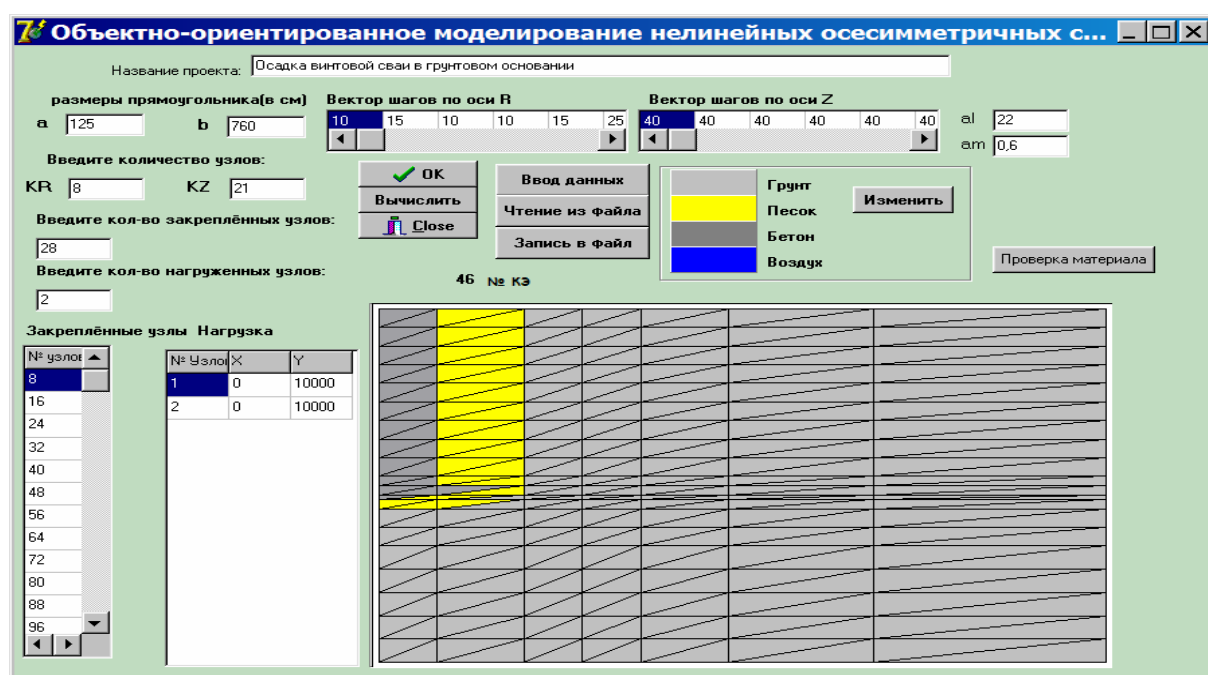 Объектно-ориентированное моделирование нелинейных осесимметричных с...
Название проекта: Осадка винтовой сваи в грунтовом основании
размеры прямоугольника(в см) Вектор шагов по оси R Вектор шагов по оси Z
a 125 b 760 10 15 10 10 15 25 40 40 40 40 40 40 al 22
am 0,6
Введите количество узлов:
KR 8 KZ 21
OK
Вычислить
Close
Ввод данных
Чтение из файла
Запись в файл
Грунт
Песок
Бетон
Воздух
Изменить
Проверка материала
Введите кол-во закреплённых узлов:
28
Введите кол-во нагруженных узлов:
2
46 № КЭ
Закреплённые узлы Нагрузка
№ узлов
8
16
24
32
40
48
56
64
72
80
88
96
№ Узло X Y
1 0 10000
2 0 10000